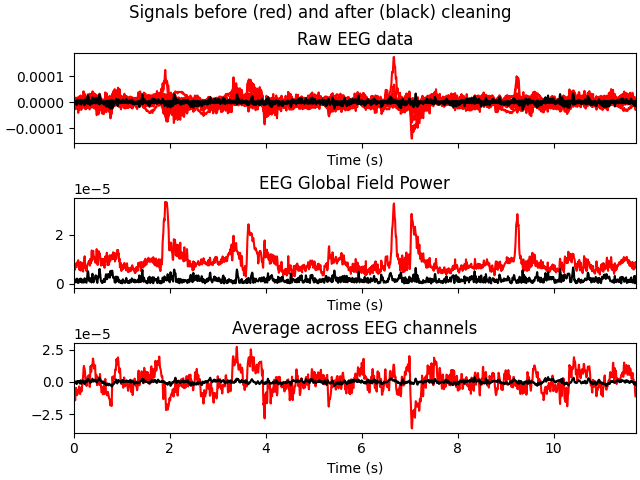 Signals before (red) and after (black) cleaning
Raw EEG data
0.0001
0.0000
−0.0001
Time (s)
1e−5
EEG Global Field Power
2
0
Time (s)
1e−5
Average across EEG channels
2.5
0.0
−2.5
0 2 4 6 8 10
Time (s)